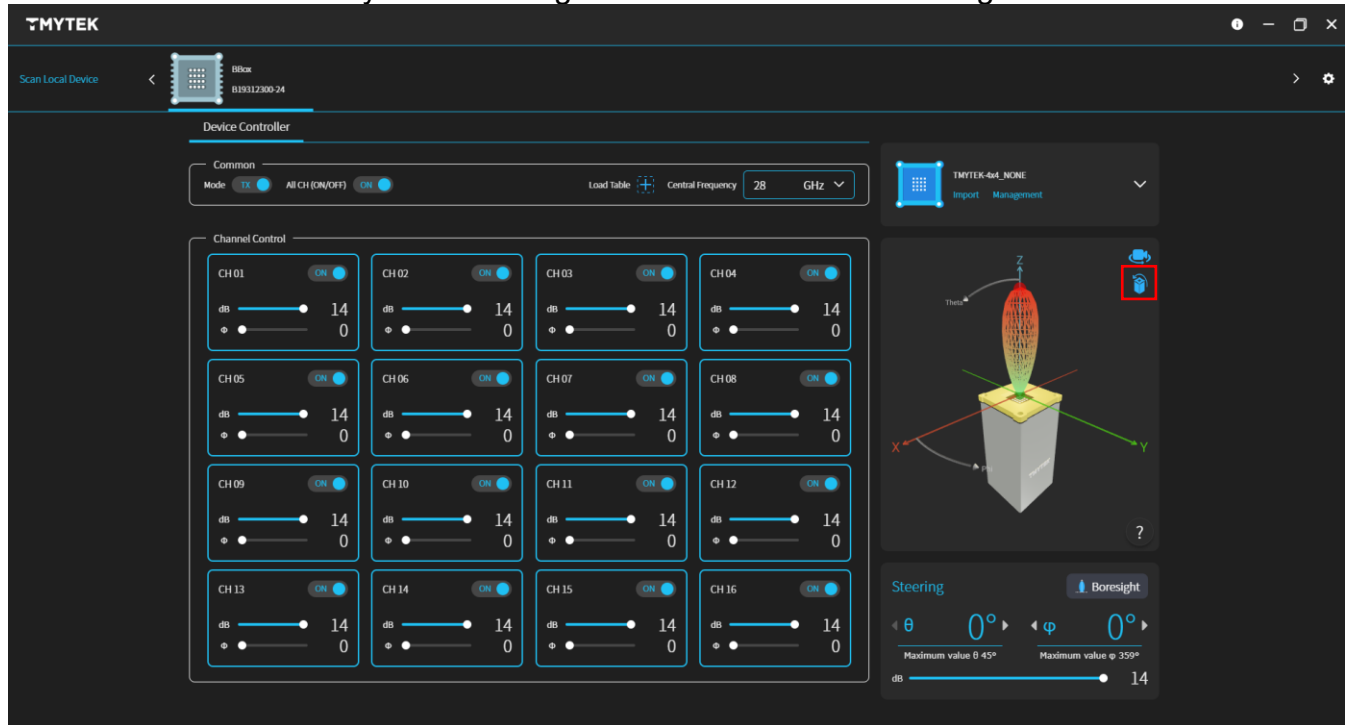 TMYTEK
Scan Local Device
BBox
B19312300-24
Device Controller
Common
Mode TX All CH (ON/OFF) ON Load Table Central Frequency 28 GHz
Channel Control
CH 01 ON
dB 14
Φ 0
CH 02 ON
dB 14
Φ 0
CH 03 ON
dB 14
Φ 0
CH 04 ON
dB 14
Φ 0
CH 05 ON
dB 14
Φ 0
CH 06 ON
dB 14
Φ 0
CH 07 ON
dB 14
Φ 0
CH 08 ON
dB 14
Φ 0
CH 09 ON
dB 14
Φ 0
CH 10 ON
dB 14
Φ 0
CH 11 ON
dB 14
Φ 0
CH 12 ON
dB 14
Φ 0
CH 13 ON
dB 14
Φ 0
CH 14 ON
dB 14
Φ 0
CH 15 ON
dB 14
Φ 0
CH 16 ON
dB 14
Φ 0
TMYTEK-4x4_NONE
Import Management
Z
Theta
X
Y
Phi
TMYTEK
?
Steering Boresight
θ 0° φ 0°
Maximum value θ 45° Maximum value φ 359°
dB 14